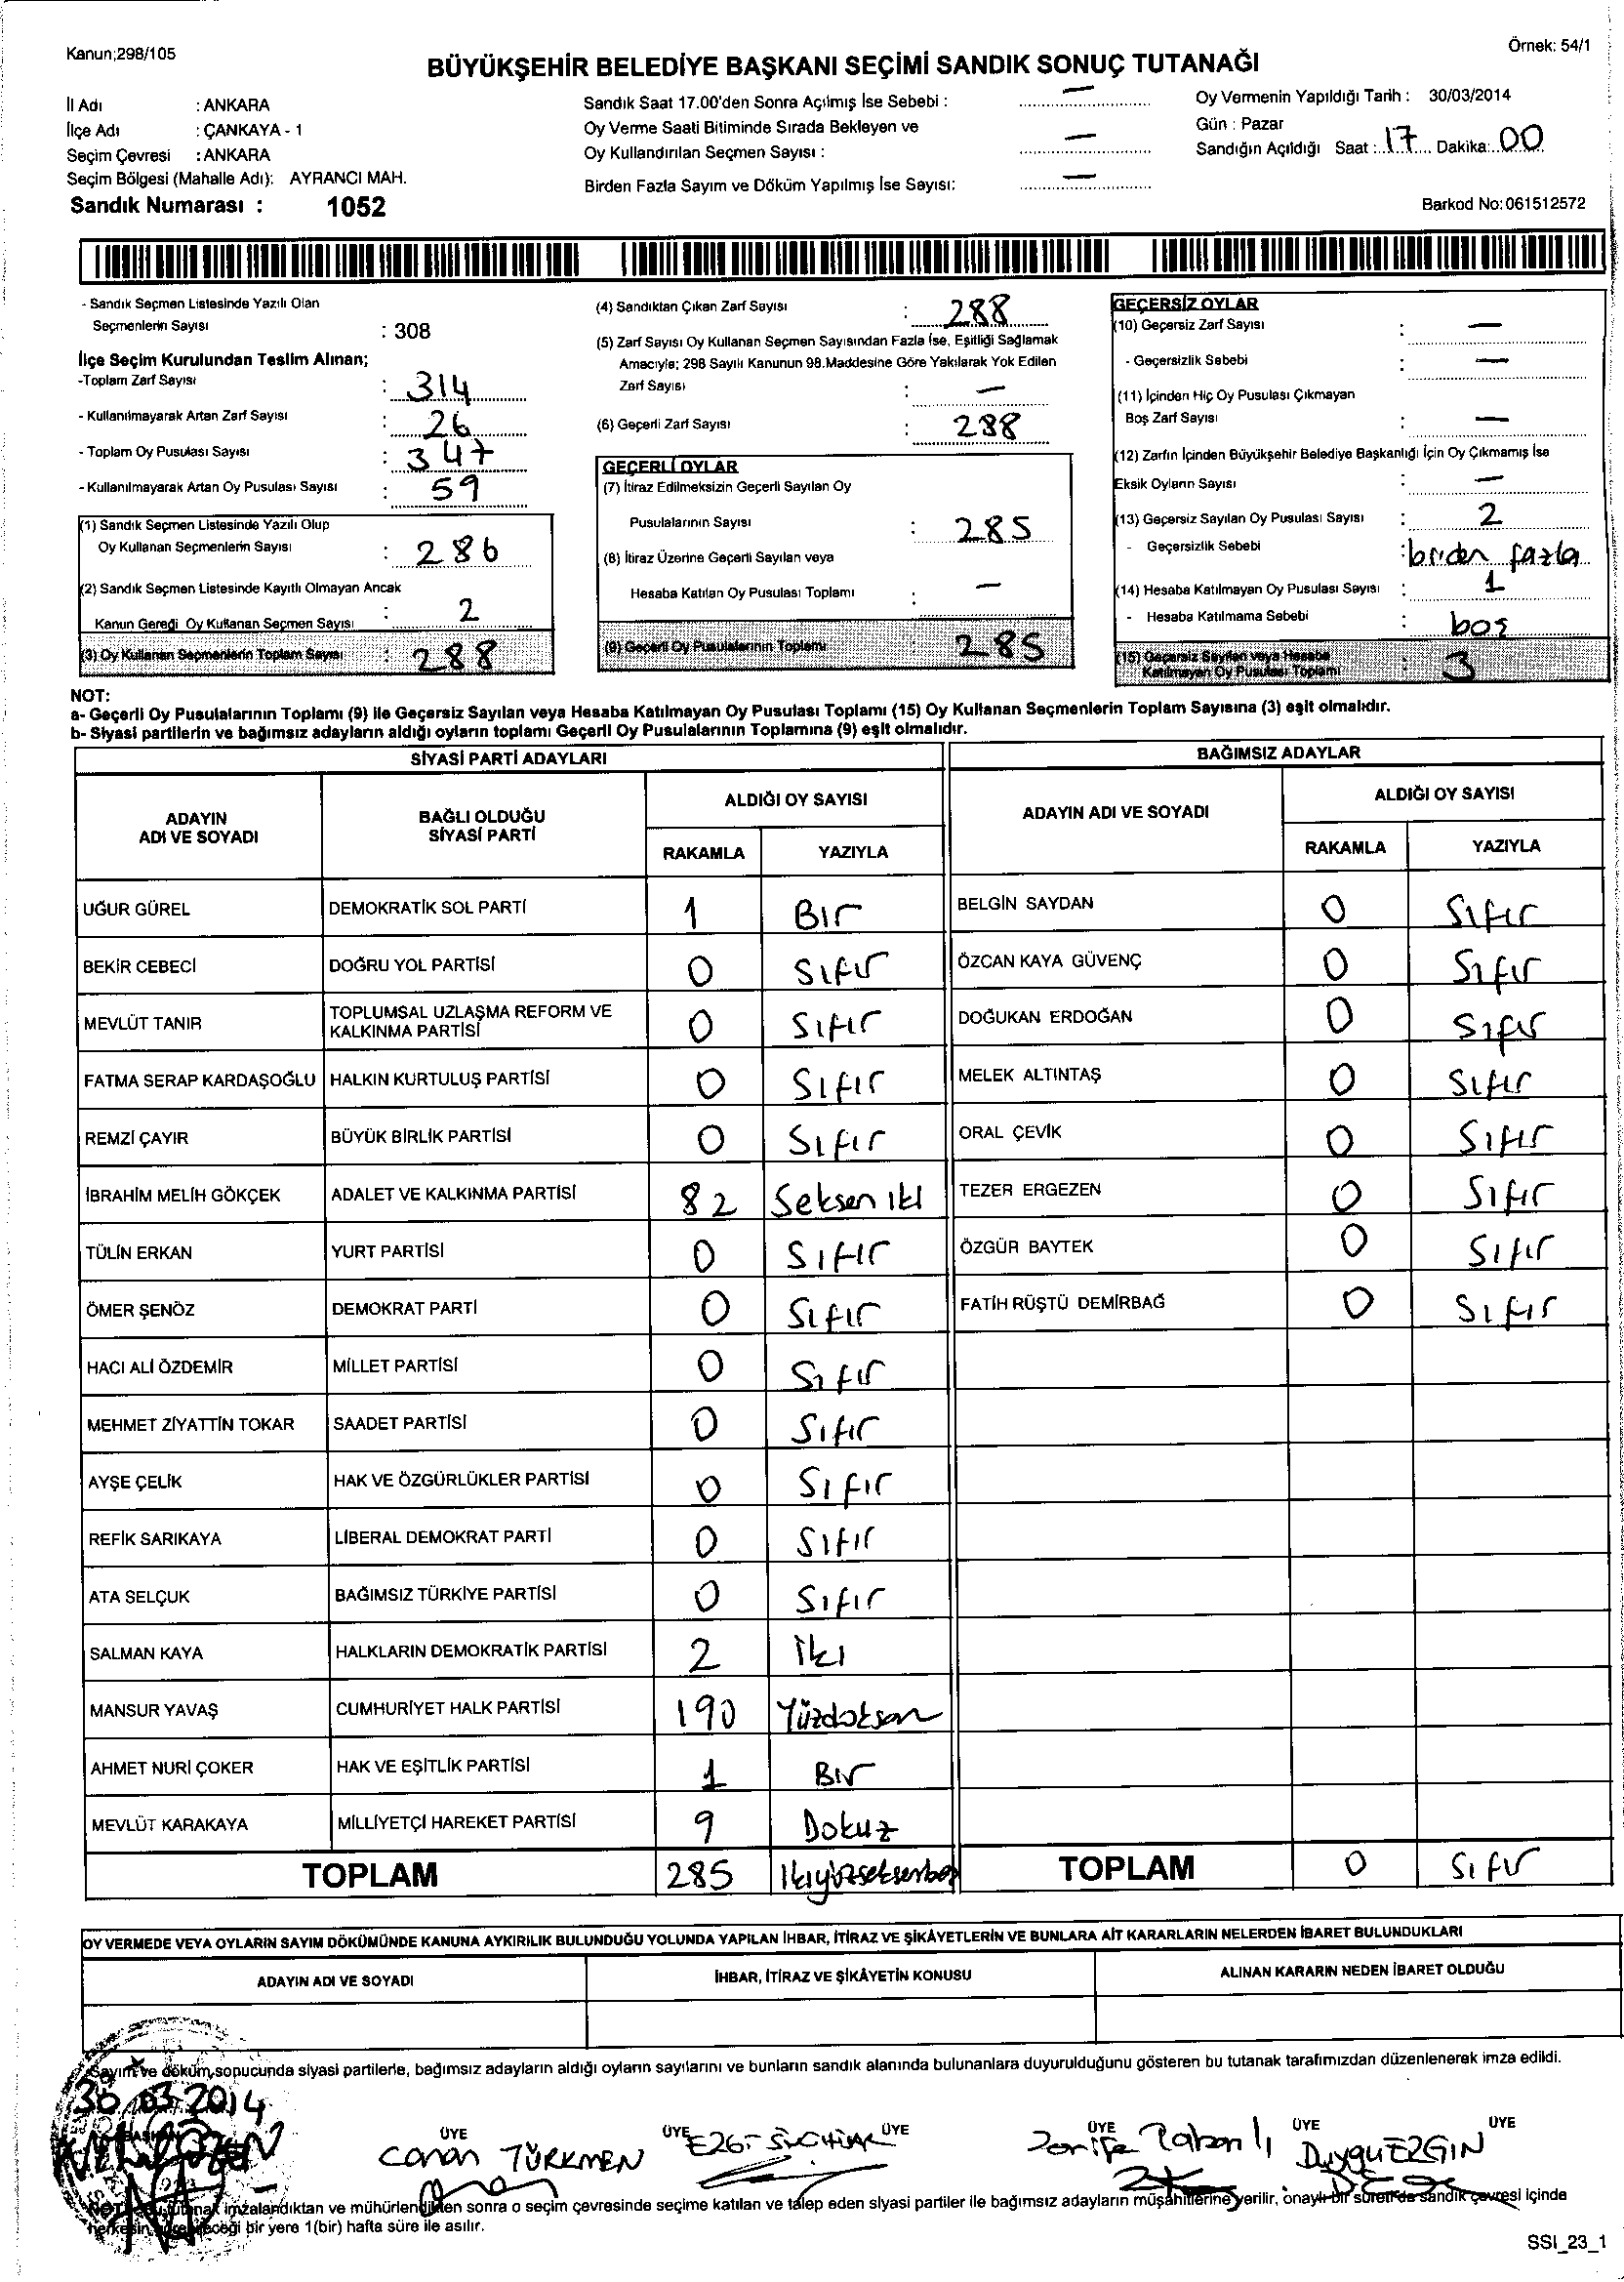 Kanun;298/105
Örnek: 54/1
BÜYÜKŞEHİR BELEDİYE BAŞKANI SEÇİMİ SANDIK SONUÇ TUTANAĞI
İl Adı : ANKARA
İlçe Adı : ÇANKAYA - 1
Seçim Çevresi : ANKARA
Seçim Bölgesi (Mahalle Adı): AYRANCI MAH.
Sandık Numarası : 1052
Sandık Saat 17.00'den Sonra Açılmış İse Sebebi : —
Oy Verme Saati Bitiminde Sırada Bekleyen ve
Oy Kullandırılan Seçmen Sayısı : —
Birden Fazla Sayım ve Döküm Yapılmış İse Sayısı: —
Oy Vermenin Yapıldığı Tarih : 30/03/2014
Gün : Pazar
Sandığın Açıldığı Saat : 17 Dakika: 00
Barkod No: 061512572
- Sandık Seçmen Listesinde Yazılı Olan
Seçmenlerin Sayısı : 308
İlçe Seçim Kurulundan Teslim Alınan;
-Toplam Zarf Sayısı : 314
- Kullanılmayarak Artan Zarf Sayısı : 26
- Toplam Oy Pusulası Sayısı : 347
- Kullanılmayarak Artan Oy Pusulası Sayısı : 59
(1) Sandık Seçmen Listesinde Yazılı Olup
Oy Kullanan Seçmenlerin Sayısı : 286
(2) Sandık Seçmen Listesinde Kayıtlı Olmayan Ancak
Kanun Gereği Oy Kullanan Seçmen Sayısı : 2
(3) Oy Kullanan Seçmenlerin Toplam Sayısı : 288
(4) Sandıktan Çıkan Zarf Sayısı : 288
(5) Zarf Sayısı Oy Kullanan Seçmen Sayısından Fazla İse, Eşitliği Sağlamak
Amacıyla; 298 Sayılı Kanunun 98.Maddesine Göre Yakılarak Yok Edilen
Zarf Sayısı : —
(6) Geçerli Zarf Sayısı : 288
GEÇERLİ OYLAR
(7) İtiraz Edilmeksizin Geçerli Sayılan Oy
Pusulalarının Sayısı : 285
(8) İtiraz Üzerine Geçerli Sayılan veya
Hesaba Katılan Oy Pusulası Toplamı : —
(9) Geçerli Oy Pusulalarının Toplamı : 285
GEÇERSİZ OYLAR
(10) Geçersiz Zarf Sayısı : —
- Geçersizlik Sebebi : —
(11) İçinden Hiç Oy Pusulası Çıkmayan
Boş Zarf Sayısı : —
(12) Zarfın İçinden Büyükşehir Belediye Başkanlığı İçin Oy Çıkmamış İse
Eksik Oyların Sayısı : —
(13) Geçersiz Sayılan Oy Pusulası Sayısı : 2
- Geçersizlik Sebebi : birden fazla
(14) Hesaba Katılmayan Oy Pusulası Sayısı : 1
- Hesaba Katılmama Sebebi : boş
(15) Geçersiz Sayılan veya Hesaba
Katılmayan Oy Pusulası Toplamı : 3
NOT:
a- Geçerli Oy Pusulalarının Toplamı (9) ile Geçersiz Sayılan veya Hesaba Katılmayan Oy Pusulası Toplamı (15) Oy Kullanan Seçmenlerin Toplam Sayısına (3) eşit olmalıdır.
b- Siyasi partilerin ve bağımsız adayların aldığı oyların toplamı Geçerli Oy Pusulalarının Toplamına (9) eşit olmalıdır.
SİYASİ PARTİ ADAYLARI
ADAYIN ADI VE SOYADI BAĞLI OLDUĞU SİYASİ PARTİ ALDIĞI OY SAYISI
RAKAMLA YAZIYLA
UĞUR GÜREL DEMOKRATİK SOL PARTİ 1 Bir
BEKİR CEBECİ DOĞRU YOL PARTİSİ 0 Sıfır
MEVLÜT TANIR TOPLUMSAL UZLAŞMA REFORM VE KALKINMA PARTİSİ 0 Sıfır
FATMA SERAP KARDAŞOĞLU HALKIN KURTULUŞ PARTİSİ 0 Sıfır
REMZİ ÇAYIR BÜYÜK BİRLİK PARTİSİ 0 Sıfır
İBRAHİM MELİH GÖKÇEK ADALET VE KALKINMA PARTİSİ 82 Seksen iki
TÜLİN ERKAN YURT PARTİSİ 0 Sıfır
ÖMER ŞENÖZ DEMOKRAT PARTİ 0 Sıfır
HACI ALİ ÖZDEMİR MİLLET PARTİSİ 0 Sıfır
MEHMET ZİYATTİN TOKAR SAADET PARTİSİ 0 Sıfır
AYŞE ÇELİK HAK VE ÖZGÜRLÜKLER PARTİSİ 0 Sıfır
REFİK SARIKAYA LİBERAL DEMOKRAT PARTİ 0 Sıfır
ATA SELÇUK BAĞIMSIZ TÜRKİYE PARTİSİ 0 Sıfır
SALMAN KAYA HALKLARIN DEMOKRATİK PARTİSİ 2 İki
MANSUR YAVAŞ CUMHURİYET HALK PARTİSİ 190 Yüzdoksan
AHMET NURİ ÇOKER HAK VE EŞİTLİK PARTİSİ 1 Bir
MEVLÜT KARAKAYA MİLLİYETÇİ HAREKET PARTİSİ 9 Dokuz
TOPLAM 285 İkiyüzseksenbeş
BAĞIMSIZ ADAYLAR
ADAYIN ADI VE SOYADI ALDIĞI OY SAYISI
RAKAMLA YAZIYLA
BELGİN SAYDAN 0 Sıfır
ÖZCAN KAYA GÜVENÇ 0 Sıfır
DOĞUKAN ERDOĞAN 0 Sıfır
MELEK ALTINTAŞ 0 Sıfır
ORAL ÇEVİK 0 Sıfır
TEZER ERGEZEN 0 Sıfır
ÖZGÜR BAYTEK 0 Sıfır
FATİH RÜŞTÜ DEMİRBAĞ 0 Sıfır
TOPLAM 0 Sıfır
OY VERMEDE VEYA OYLARIN SAYIM DÖKÜMÜNDE KANUNA AYKIRILIK BULUNDUĞU YOLUNDA YAPILAN İHBAR, İTİRAZ VE ŞİKÂYETLERİN VE BUNLARA AİT KARARLARIN NELERDEN İBARET BULUNDUKLARI
ADAYIN ADI VE SOYADI İHBAR, İTİRAZ VE ŞİKÂYETİN KONUSU ALINAN KARARIN NEDEN İBARET OLDUĞU
Sayım ve döküm sonucunda siyasi partilerle, bağımsız adayların aldığı oyların sayılarını ve bunların sandık alanında bulunanlara duyurulduğunu gösteren bu tutanak tarafımızdan düzenlenerek imza edildi.
30.03.2014
BAŞKAN ÜYE ÜYE ÜYE ÜYE ÜYE ÜYE
Canan TÜRKMEN
Duygu EZGİN
NOT: tutanak imzalandıktan ve mühürlendikten sonra o seçim çevresinde seçime katılan ve talep eden siyasi partiler ile bağımsız adayların müşahitlerine verilir, onaylı bir sureti de sandık çevresi içinde
herkesin bir yere 1(bir) hafta süre ile asılır.
SSI_23_1